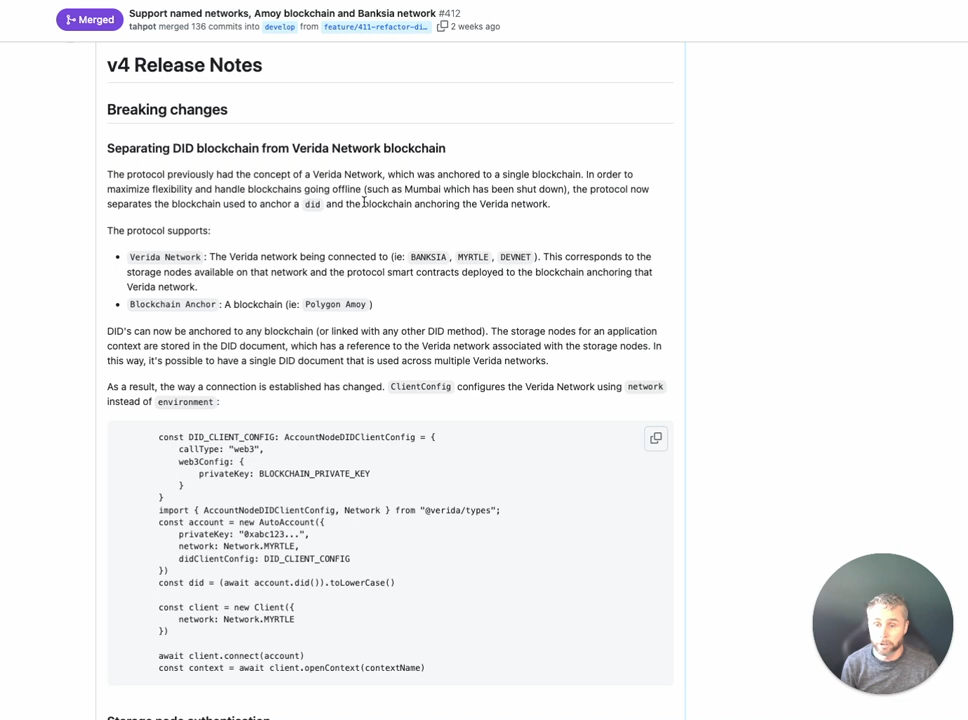 Merged
Support named networks, Amoy blockchain and Banksia network #412
tahpot merged 136 commits into develop from feature/411-refactor-di... 2 weeks ago
v4 Release Notes
Breaking changes
Separating DID blockchain from Verida Network blockchain
The protocol previously had the concept of a Verida Network, which was anchored to a single blockchain. In order to
maximize flexibility and handle blockchains going offline (such as Mumbai which has been shut down), the protocol now
separates the blockchain used to anchor a did and the blockchain anchoring the Verida network.
The protocol supports:
• Verida Network : The Verida network being connected to (ie: BANKSIA , MYRTLE , DEVNET ). This corresponds to the
storage nodes available on that network and the protocol smart contracts deployed to the blockchain anchoring that
Verida network.
• Blockchain Anchor : A blockchain (ie: Polygon Amoy )
DID's can now be anchored to any blockchain (or linked with any other DID method). The storage nodes for an application
context are stored in the DID document, which has a reference to the Verida network associated with the storage nodes. In
this way, it's possible to have a single DID document that is used across multiple Verida networks.
As a result, the way a connection is established has changed. ClientConfig configures the Verida Network using network
instead of environment :
const DID_CLIENT_CONFIG: AccountNodeDIDClientConfig = {
callType: "web3",
web3Config: {
privateKey: BLOCKCHAIN_PRIVATE_KEY
}
}
import { AccountNodeDIDClientConfig, Network } from "@verida/types";
const account = new AutoAccount({
privateKey: "0xabc123...",
network: Network.MYRTLE,
didClientConfig: DID_CLIENT_CONFIG
})
const did = (await account.did()).toLowerCase()
const client = new Client({
network: Network.MYRTLE
})
await client.connect(account)
const context = await client.openContext(contextName)
Storage node authentication